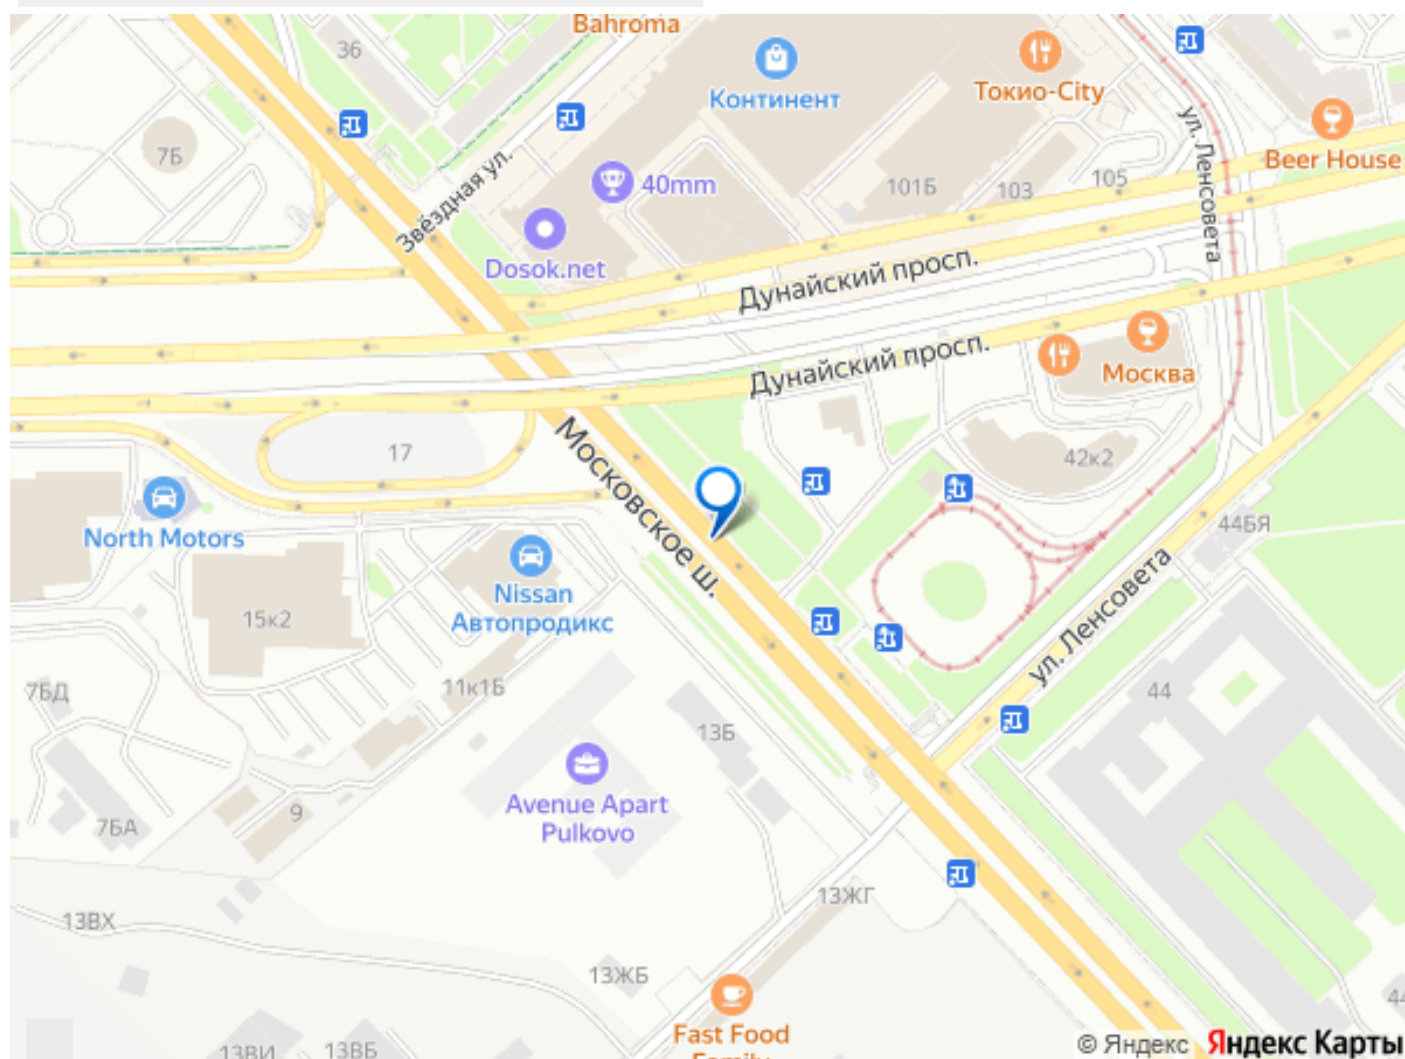 Bahroma
36
Континент
Токио-City
ул. Ленсовета
Beer House
7Б
Звёздная ул.
40mm
101Б
103
105
Dosok.net
Дунайский просп.
Дунайский просп.
Москва
17
Московское ш.
42к2
North Motors
44БЯ
Nissan
Автопродикс
15к2
ул. Ленсовета
7БД
11к1Б
44
13Б
Avenue Apart
Pulkovo
9
7БА
13ЖГ
13ВХ
13ЖБ
Fast Food
Family
13ВИ
13ВБ
44
© Яндекс Яндекс Карты